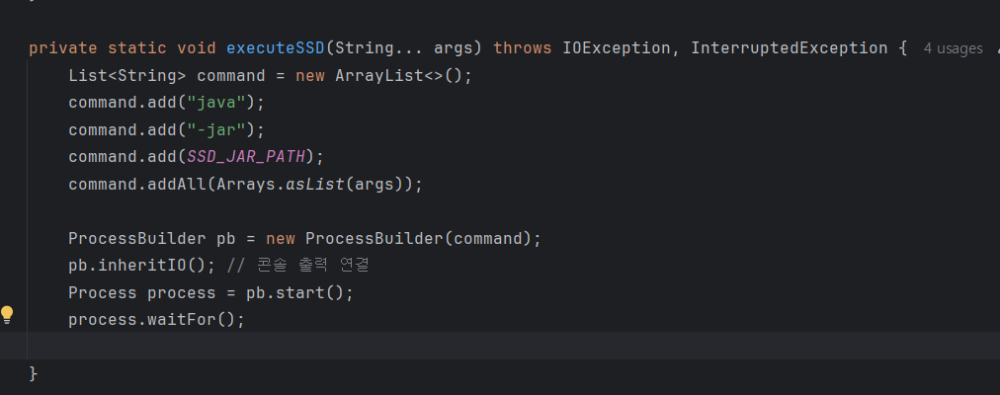 private static void executeSSD(String... args) throws IOException, InterruptedException { 4 usages
List<String> command = new ArrayList<>();
command.add("java");
command.add("-jar");
command.add(SSD_JAR_PATH);
command.addAll(Arrays.asList(args));
ProcessBuilder pb = new ProcessBuilder(command);
pb.inheritIO(); // 콘솔 출력 연결
Process process = pb.start();
process.waitFor();
}